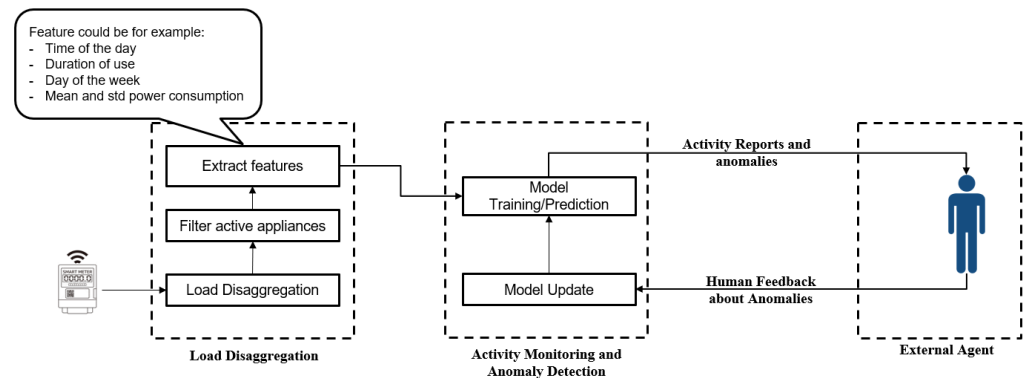 Feature could be for example:
- Time of the day
- Duration of use
- Day of the week
- Mean and std power consumption
Extract features
Filter active appliances
Load Disaggregation
SMART METER
Load Disaggregation
Model
Training/Prediction
Model Update
Activity Monitoring and
Anomaly Detection
Activity Reports and
anomalies
Human Feedback
about Anomalies
External Agent